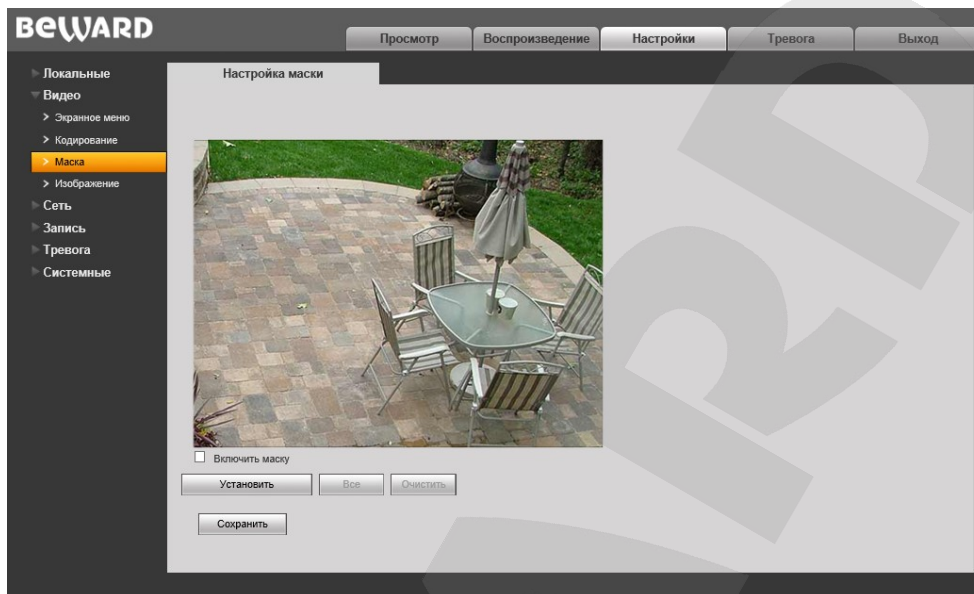 BEWARD
Просмотр
Воспроизведение
Настройки
Тревога
Выход
Локальные
Видео
Экранное меню
Кодирование
Маска
Изображение
Сеть
Запись
Тревога
Системные
Настройка маски
Включить маску
Установить
Все
Очистить
Сохранить